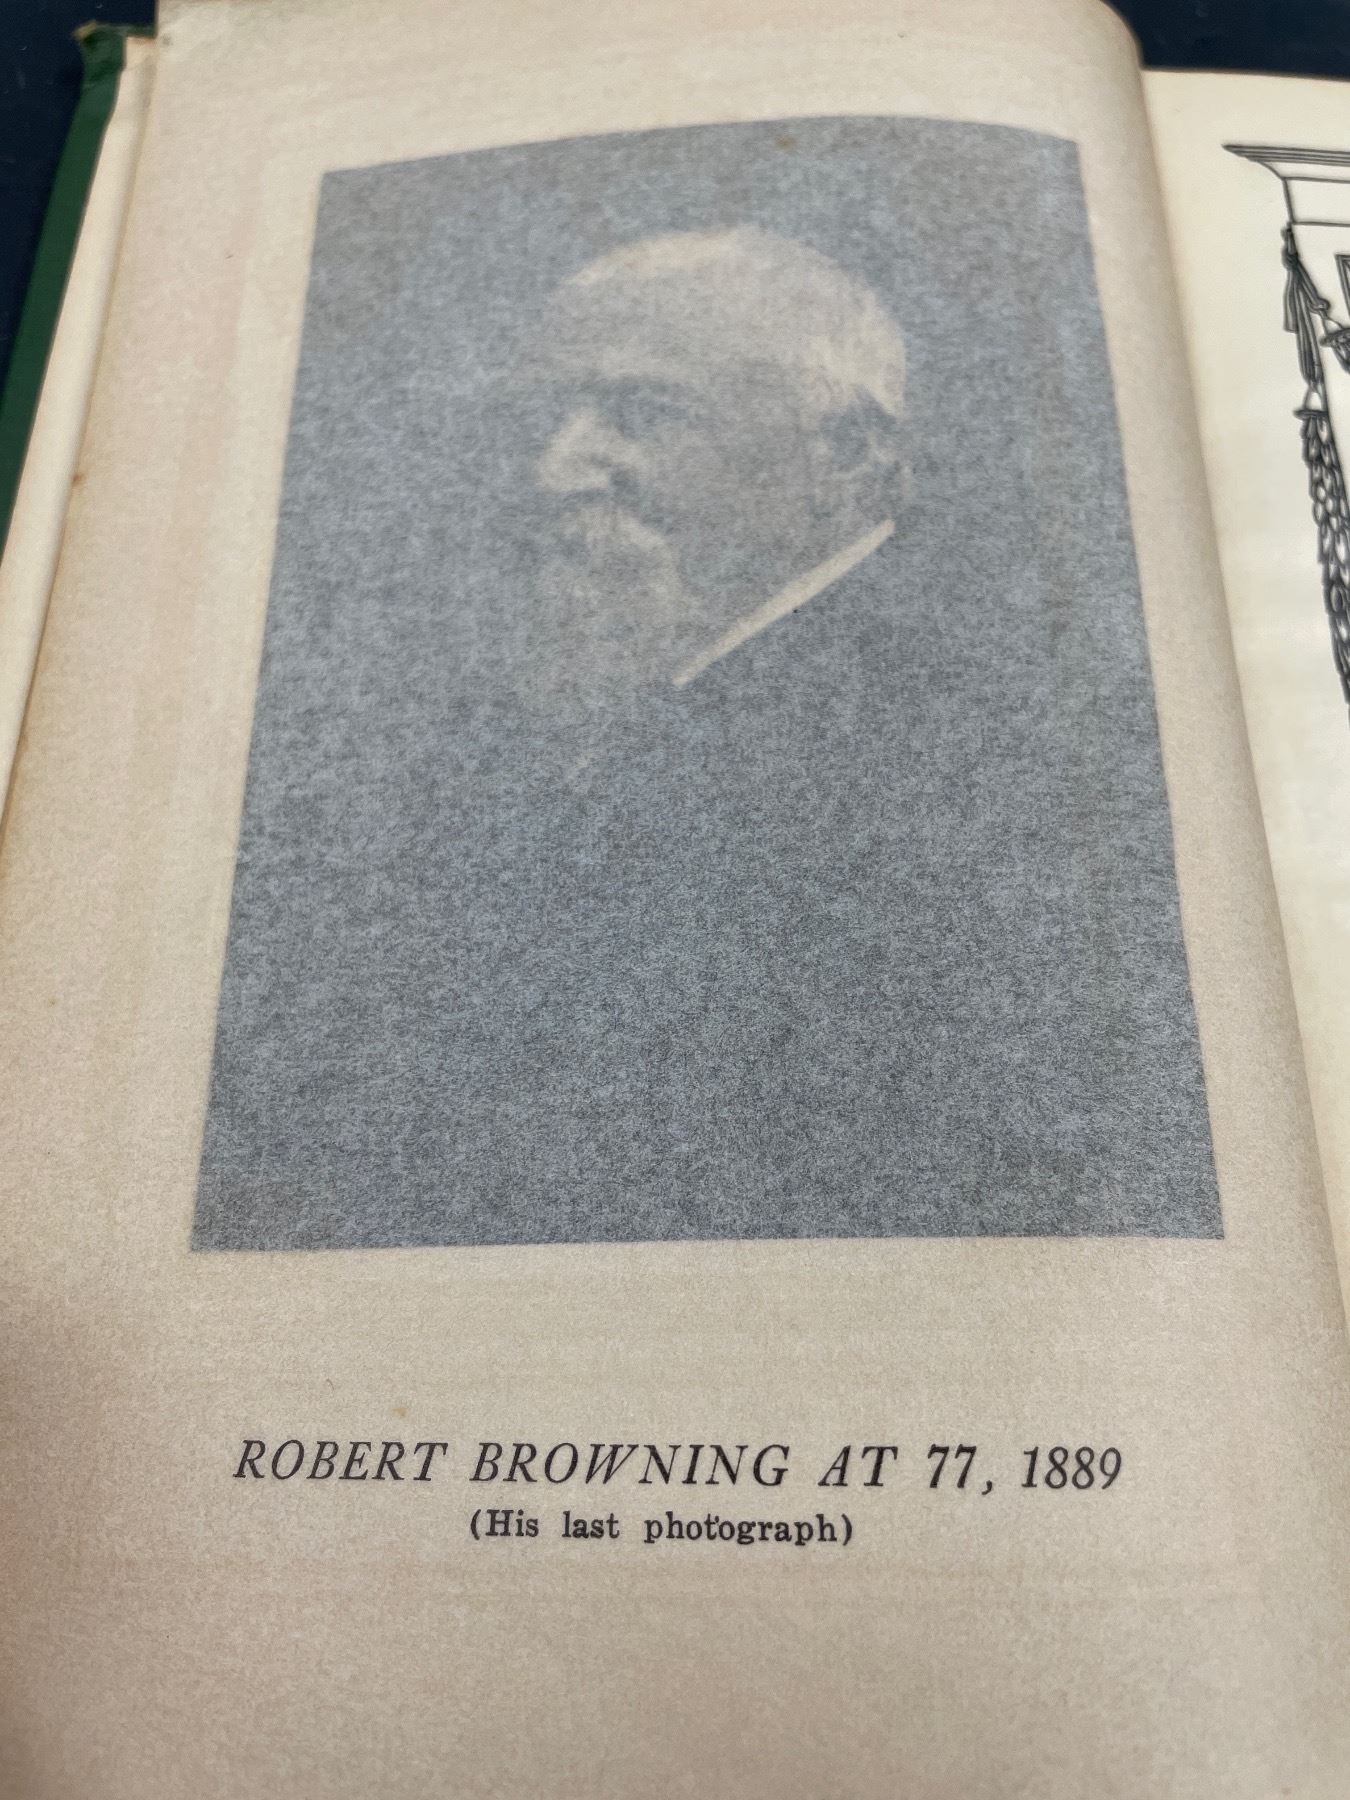 ROBERT BROWNING AT 77, 1889
(His last photograph)